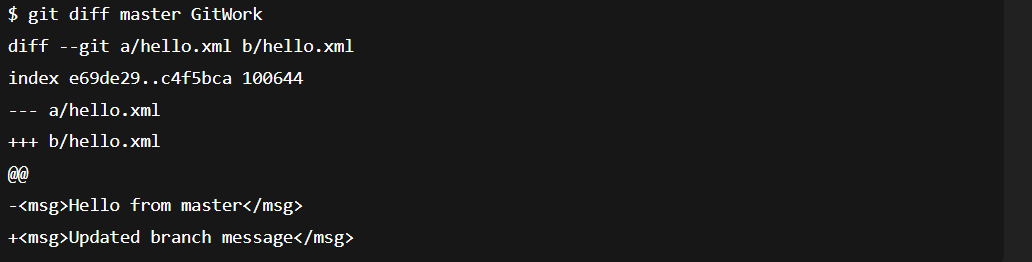 $ git diff master GitWork
diff --git a/hello.xml b/hello.xml
index e69de29..c4f5bca 100644
--- a/hello.xml
+++ b/hello.xml
@@
-<msg>Hello from master</msg>
+<msg>Updated branch message</msg>